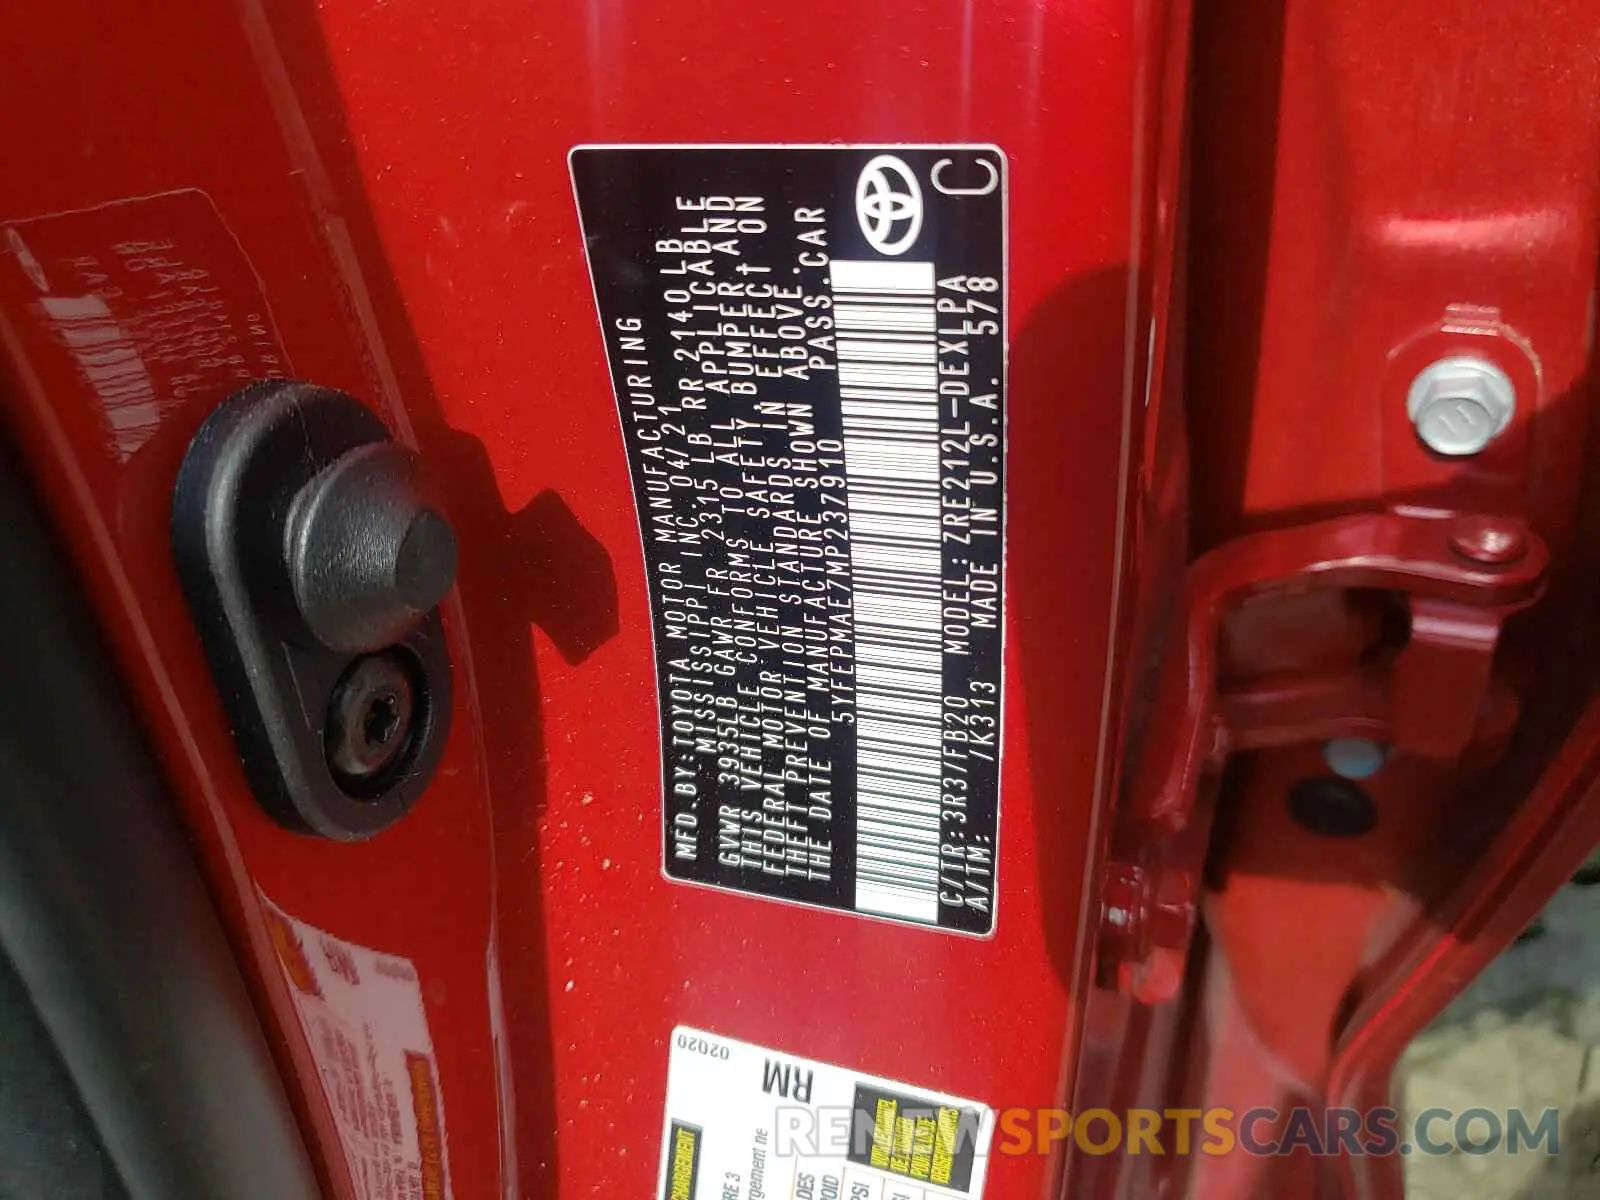 MFD.BY:TOYOTA MOTOR MANUFACTURING
MISSISSIPPI INC. 04/21
GVWR 3935LB GAWR FR 2315 LB RR 2140 LB
THIS VEHICLE CONFORMS TO ALL APPLICABLE
FEDERAL MOTOR VEHICLE SAFETY BUMPER AND
THEFT PREVENTION STANDARDS IN EFFECT ON
THE DATE OF MANUFACTURE SHOWN ABOVE.
5YFEPMAE7MP237910 PASS.CAR
C/TR:3R3/FB20 MODEL:ZRE212L-DEXLPA
A/TM: /K313 MADE IN U.S.A. 578
C
02020
RM
RENEWSPORTSCARS.COM